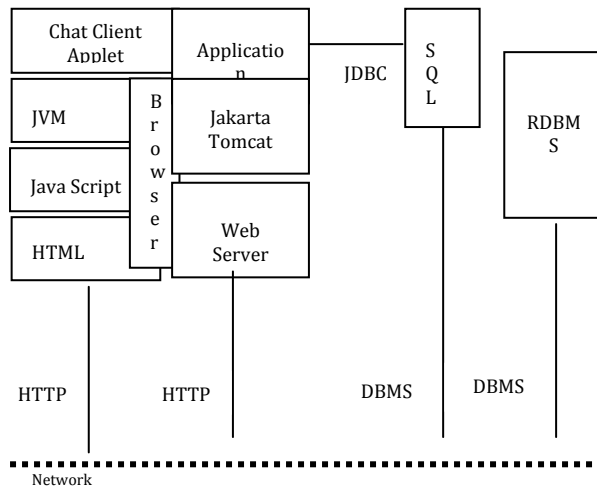 Chat Client
Applet
JVM
Java Script
HTML
B
r
o
w
s
e
r
Applicatio
n
Jakarta
Tomcat
Web
Server
JDBC
S
Q
L
RDBM
S
HTTP
HTTP
DBMS
DBMS
Network